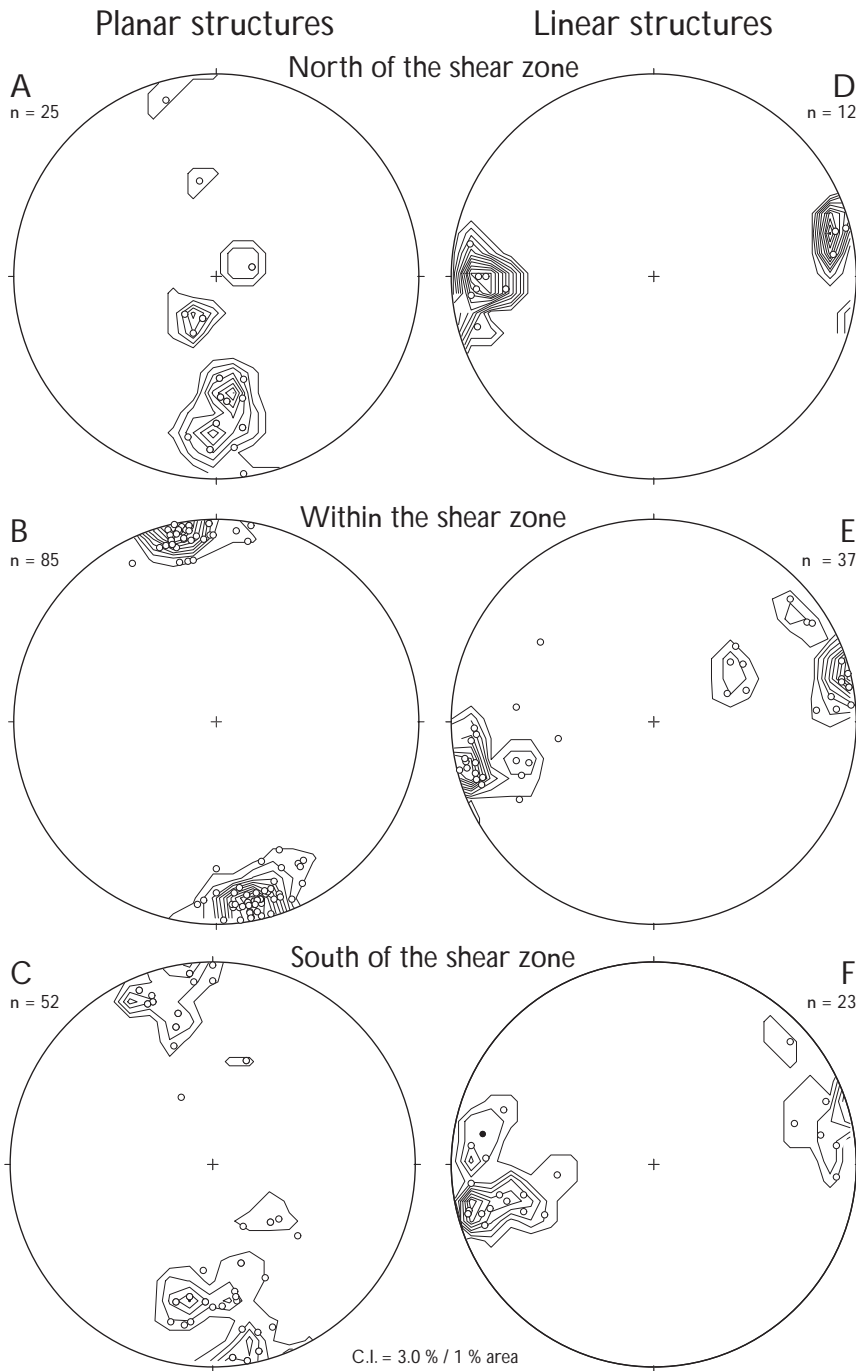 Planar structures Linear structures
North of the shear zone
A D
n = 25 n = 12
Within the shear zone
B E
n = 85 n = 37
South of the shear zone
C F
n = 52 n = 23
C.I. = 3.0 % / 1 % area